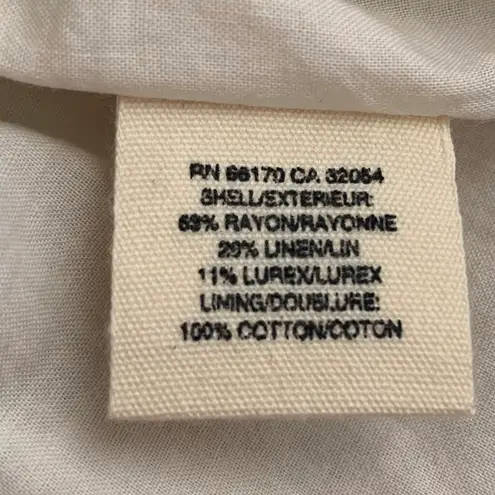 RN 66170 CA 32054
SHELL/EXTERIEUR:
69% RAYON/RAYONNE
20% LINEN/LIN
11% LUREX/LUREX
LINING/DOUBLURE:
100% COTTON/COTON